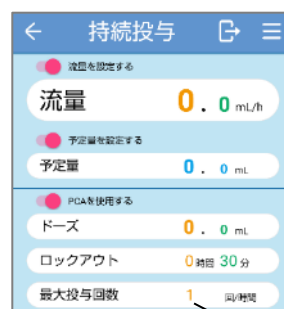 持続投与
流量を設定する
流量 0.0 mL/h
予定量を設定する
予定量 0.0 mL
PCAを使用する
ドーズ 0.0 mL
ロックアウト 0時間30分
最大投与回数 1 回/時間